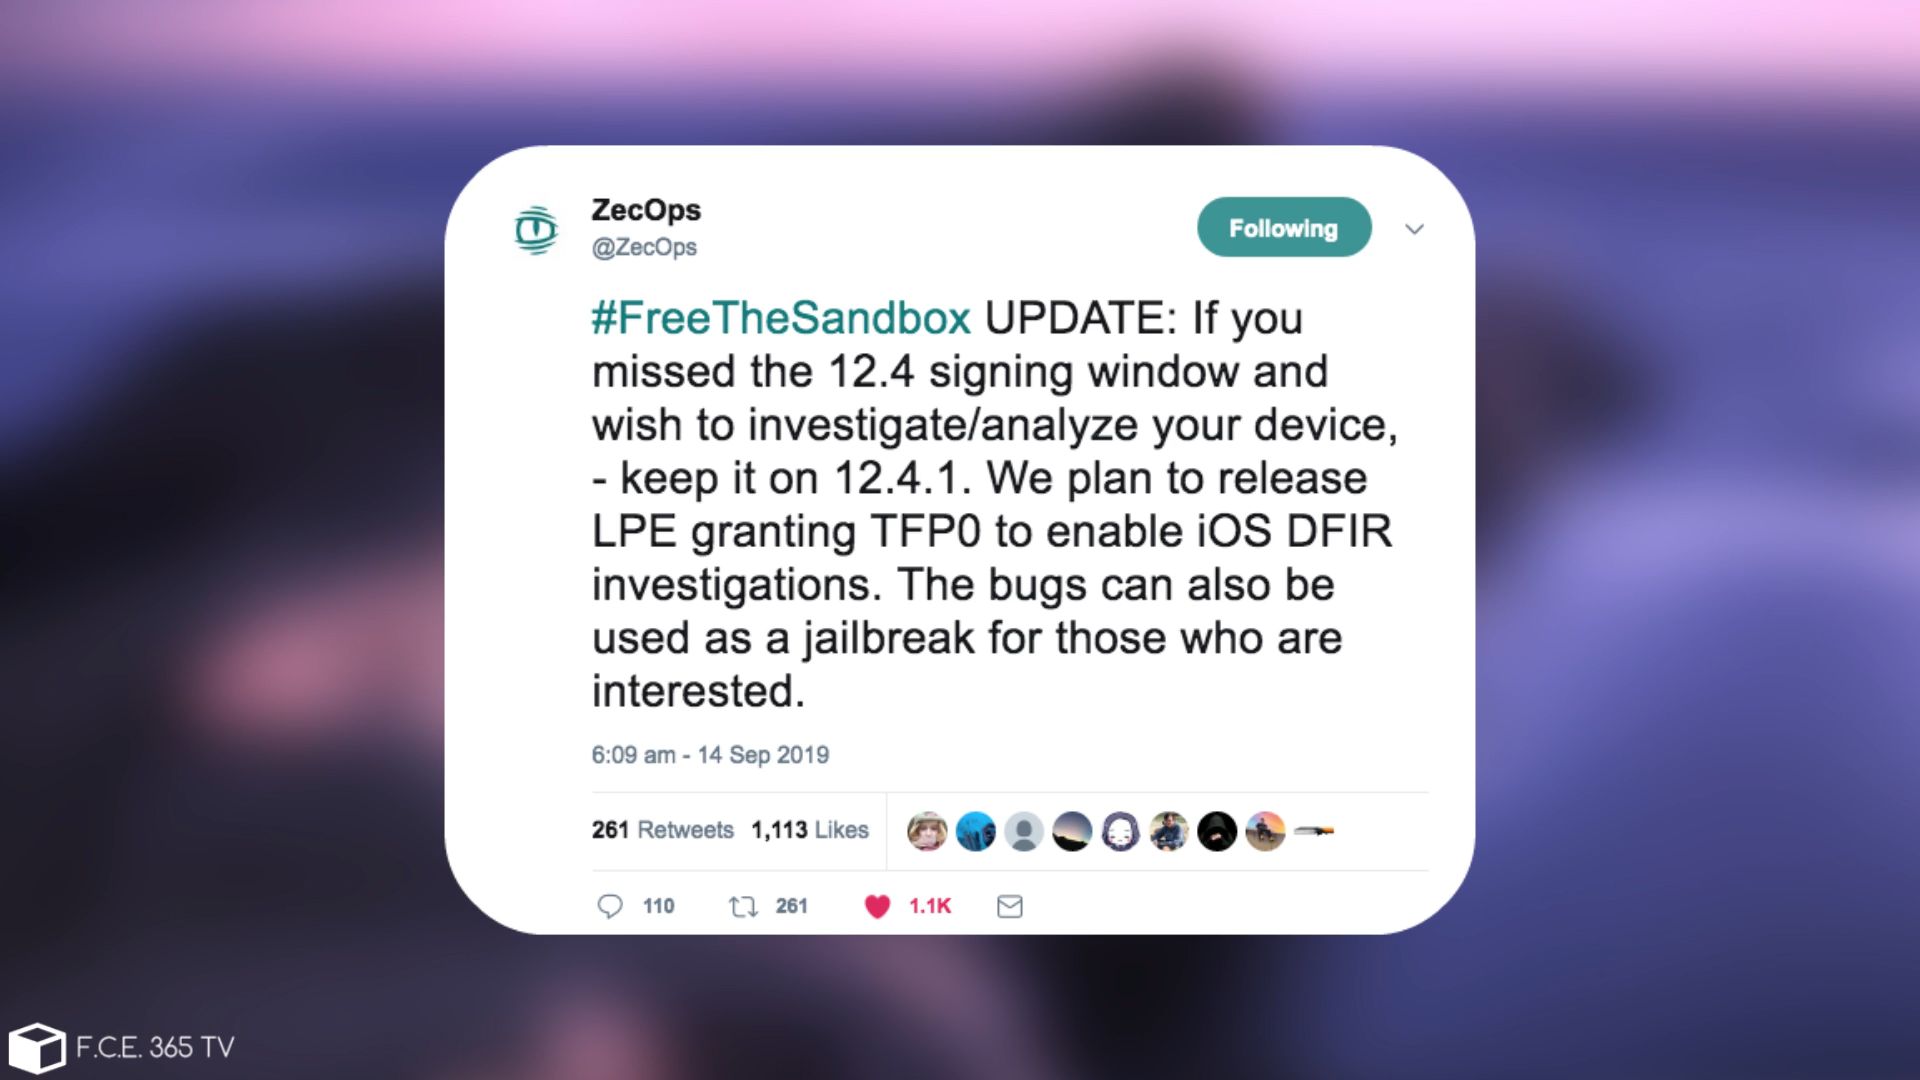 ZecOps
@ZecOps
Following
#FreeTheSandbox UPDATE: If you
missed the 12.4 signing window and
wish to investigate/analyze your device,
- keep it on 12.4.1. We plan to release
LPE granting TFP0 to enable iOS DFIR
investigations. The bugs can also be
used as a jailbreak for those who are
interested.
6:09 am - 14 Sep 2019
261 Retweets 1,113 Likes
110 261 1.1K
F.C.E. 365 TV